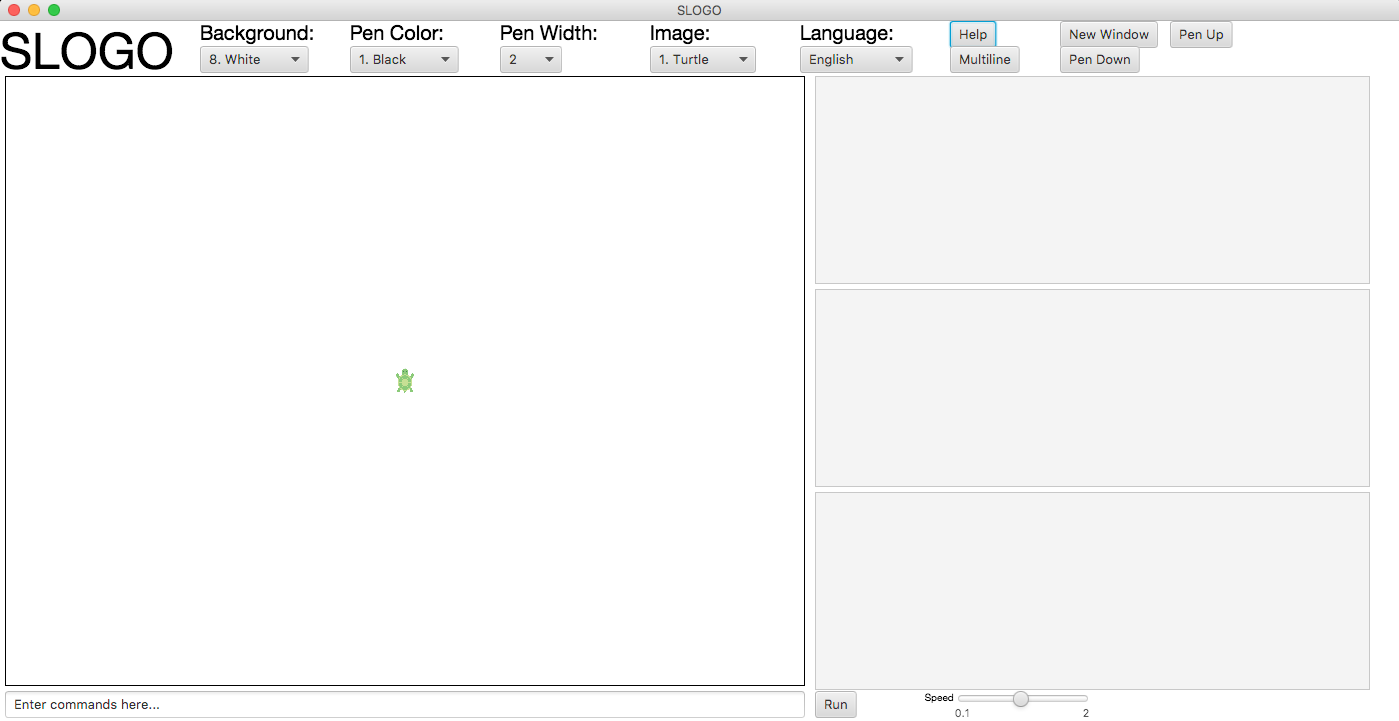 SLOGO
SLOGO
Background: Pen Color: Pen Width: Image: Language: Help New Window Pen Up
8. White 1. Black 2 1. Turtle English Multiline Pen Down
Enter commands here... Run Speed
0.1 2